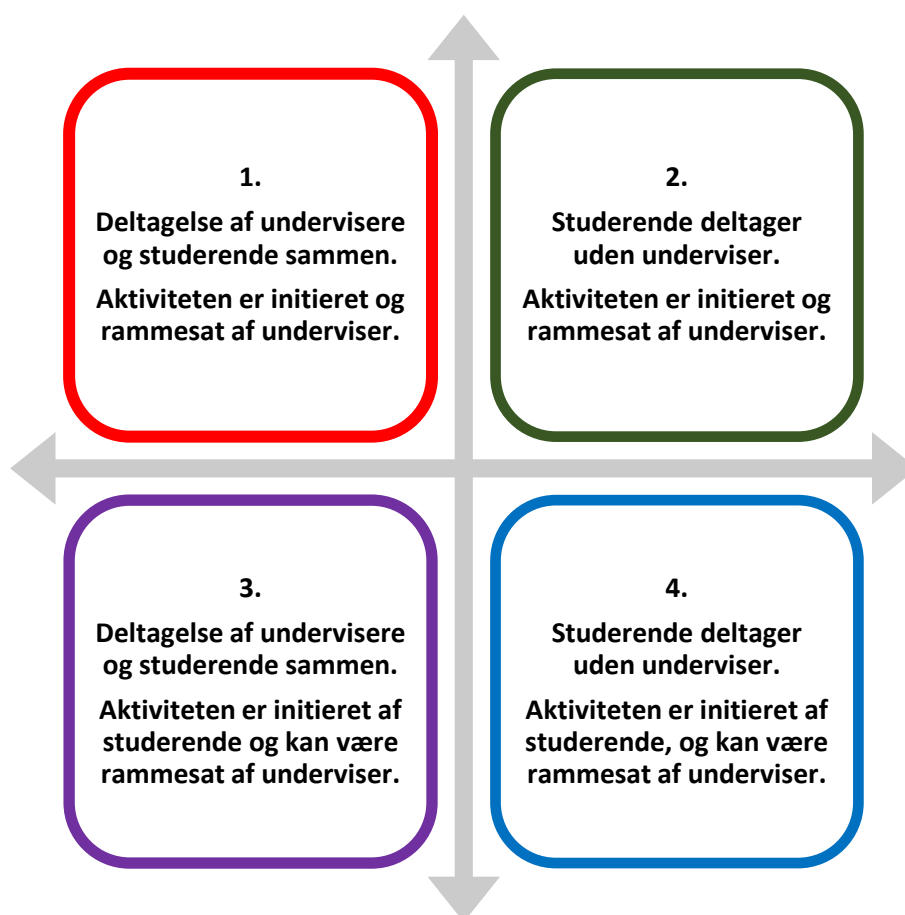 1.
Deltagelse af undervisere
og studerende sammen.
Aktiviteten er initieret og
rammesat af underviser.
2.
Studerende deltager
uden underviser.
Aktiviteten er initieret og
rammesat af underviser.
3.
Deltagelse af undervisere
og studerende sammen.
Aktiviteten er initieret af
studerende og kan være
rammesat af underviser.
4.
Studerende deltager
uden underviser.
Aktiviteten er initieret af
studerende, og kan være
rammesat af underviser.